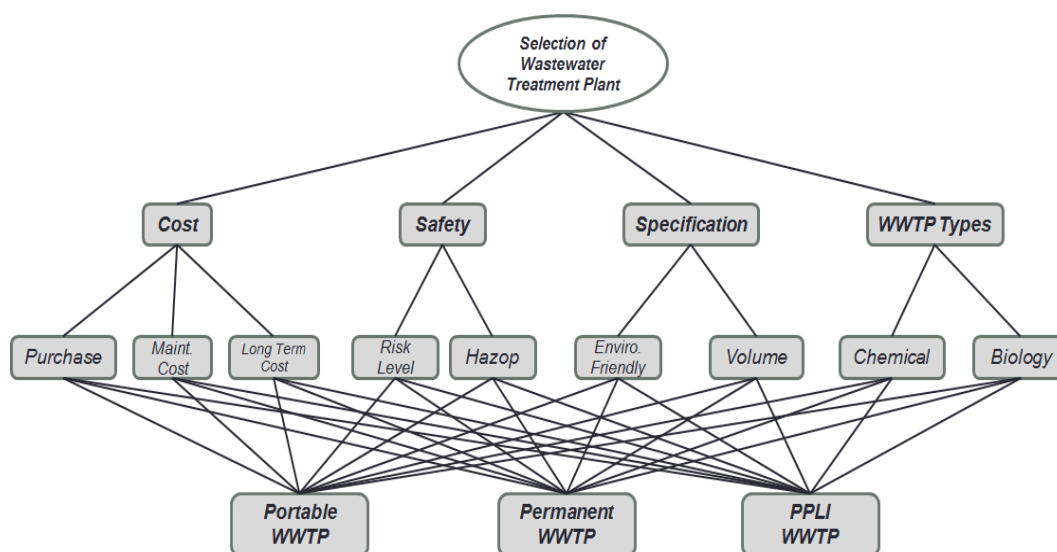 Selection of
Wastewater
Treatment Plant
Cost
Safety
Specification
WWTP Types
Purchase
Maint.
Cost
Long Term
Cost
Risk
Level
Hazop
Enviro.
Friendly
Volume
Chemical
Biology
Portable
WWTP
Permanent
WWTP
PPLI
WWTP